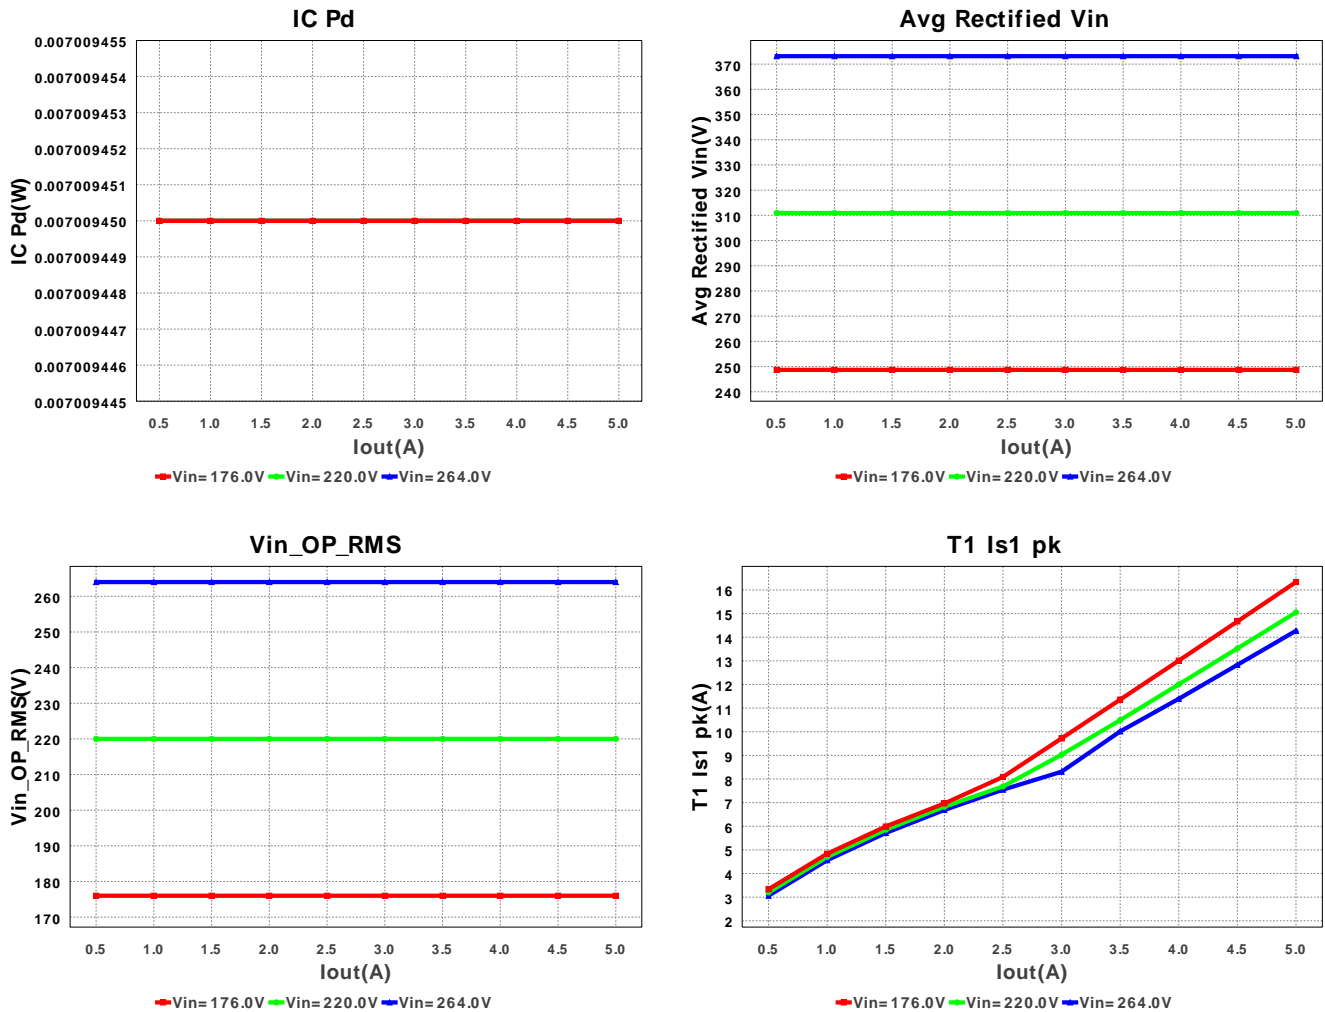 IC Pd
0.007009455
0.007009454
0.007009453
0.007009452
0.007009451
0.007009450
0.007009449
0.007009448
0.007009447
0.007009446
0.007009445
IC Pd(W)
0.5 1.0 1.5 2.0 2.5 3.0 3.5 4.0 4.5 5.0
Iout(A)
Vin=176.0V Vin=220.0V Vin=264.0V
Avg Rectified Vin
370
360
350
340
330
320
310
300
290
280
270
260
250
240
Avg Rectified Vin(V)
0.5 1.0 1.5 2.0 2.5 3.0 3.5 4.0 4.5 5.0
Iout(A)
Vin=176.0V Vin=220.0V Vin=264.0V
Vin_OP_RMS
260
250
240
230
220
210
200
190
180
170
Vin_OP_RMS(V)
0.5 1.0 1.5 2.0 2.5 3.0 3.5 4.0 4.5 5.0
Iout(A)
Vin=176.0V Vin=220.0V Vin=264.0V
T1 Is1 pk
16
15
14
13
12
11
10
9
8
7
6
5
4
3
2
T1 Is1 pk(A)
0.5 1.0 1.5 2.0 2.5 3.0 3.5 4.0 4.5 5.0
Iout(A)
Vin=176.0V Vin=220.0V Vin=264.0V